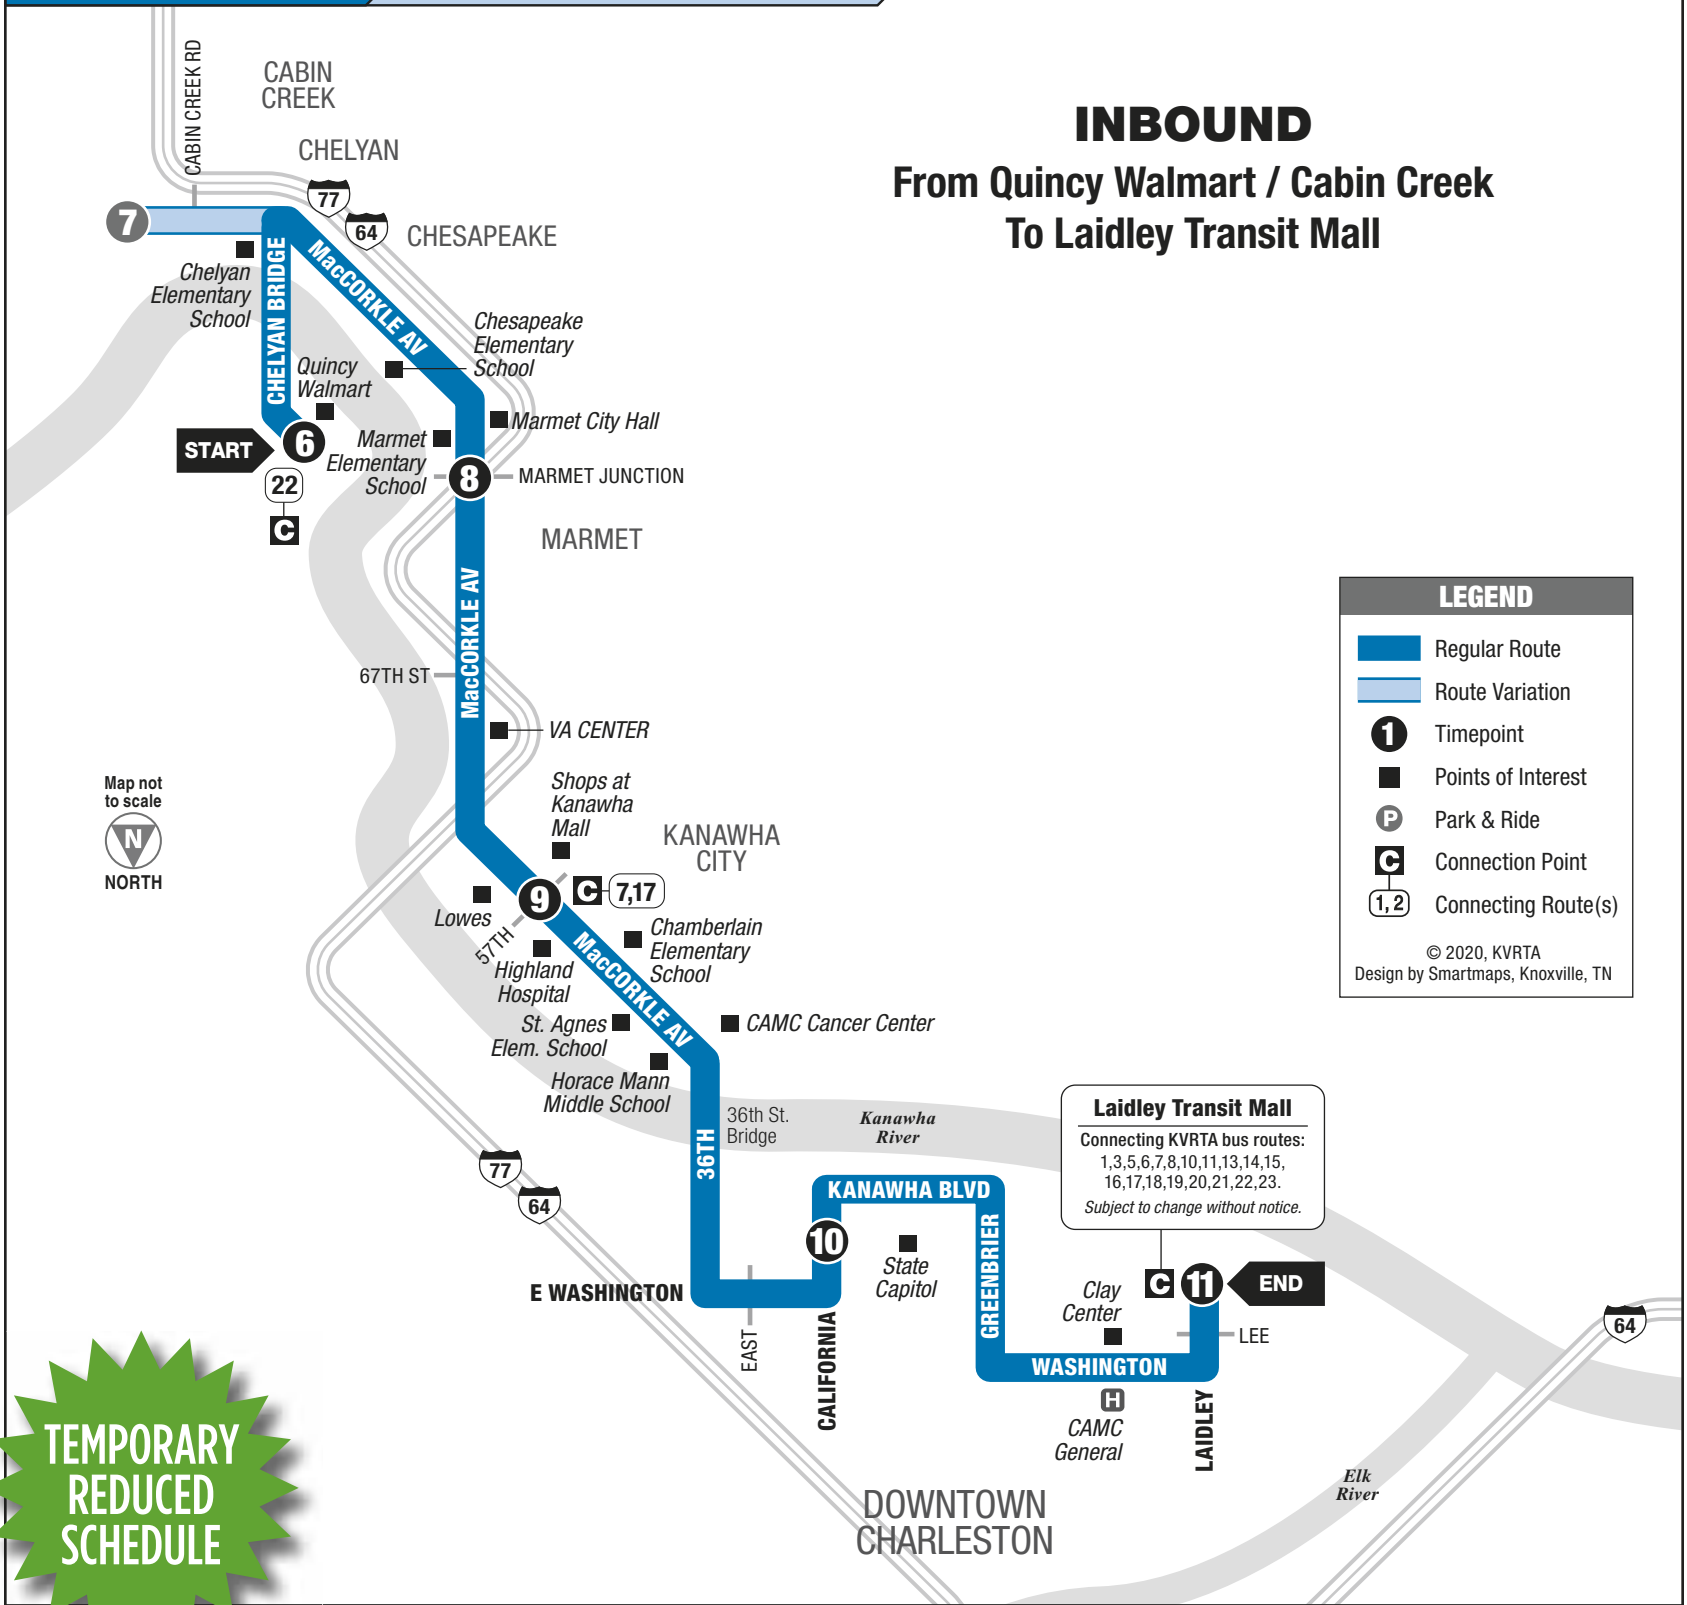 CABIN CREEK RD
CABIN
CREEK
CHELYAN
77
64
CHESAPEAKE
INBOUND
From Quincy Walmart / Cabin Creek
To Laidley Transit Mall
7
Chelyan
Elementary
School
CHELYAN BRIDGE
MacCORKLE AV
Chesapeake
Elementary
School
Quincy
Walmart
START
6
22
C
Marmet City Hall
Marmet
Elementary
School
8
MARMET JUNCTION
MARMET
MacCORKLE AV
67TH ST
VA CENTER
Map not
to scale
N
NORTH
Shops at
Kanawha
Mall
KANAWHA
CITY
9
C
7,17
Lowes
57TH
Highland
Hospital
MacCORKLE AV
Chamberlain
Elementary
School
St. Agnes
Elem. School
CAMC Cancer Center
Horace Mann
Middle School
LEGEND
Regular Route
Route Variation
1
Timepoint
Points of Interest
P
Park & Ride
C
Connection Point
1, 2
Connecting Route(s)
© 2020, KVRTA
Design by Smartmaps, Knoxville, TN
36th St.
Bridge
36TH
Kanawha
River
Laidley Transit Mall
Connecting KVRTA bus routes:
1,3,5,6,7,8,10,11,13,14,15,
16,17,18,19,20,21,22,23.
Subject to change without notice.
77
64
KANAWHA BLVD
10
State
Capitol
GREENBRIER
E WASHINGTON
EAST
CALIFORNIA
Clay
Center
C
11
END
LEE
WASHINGTON
H
CAMC
General
LAIDLEY
64
Elk
River
DOWNTOWN
CHARLESTON
TEMPORARY
REDUCED
SCHEDULE